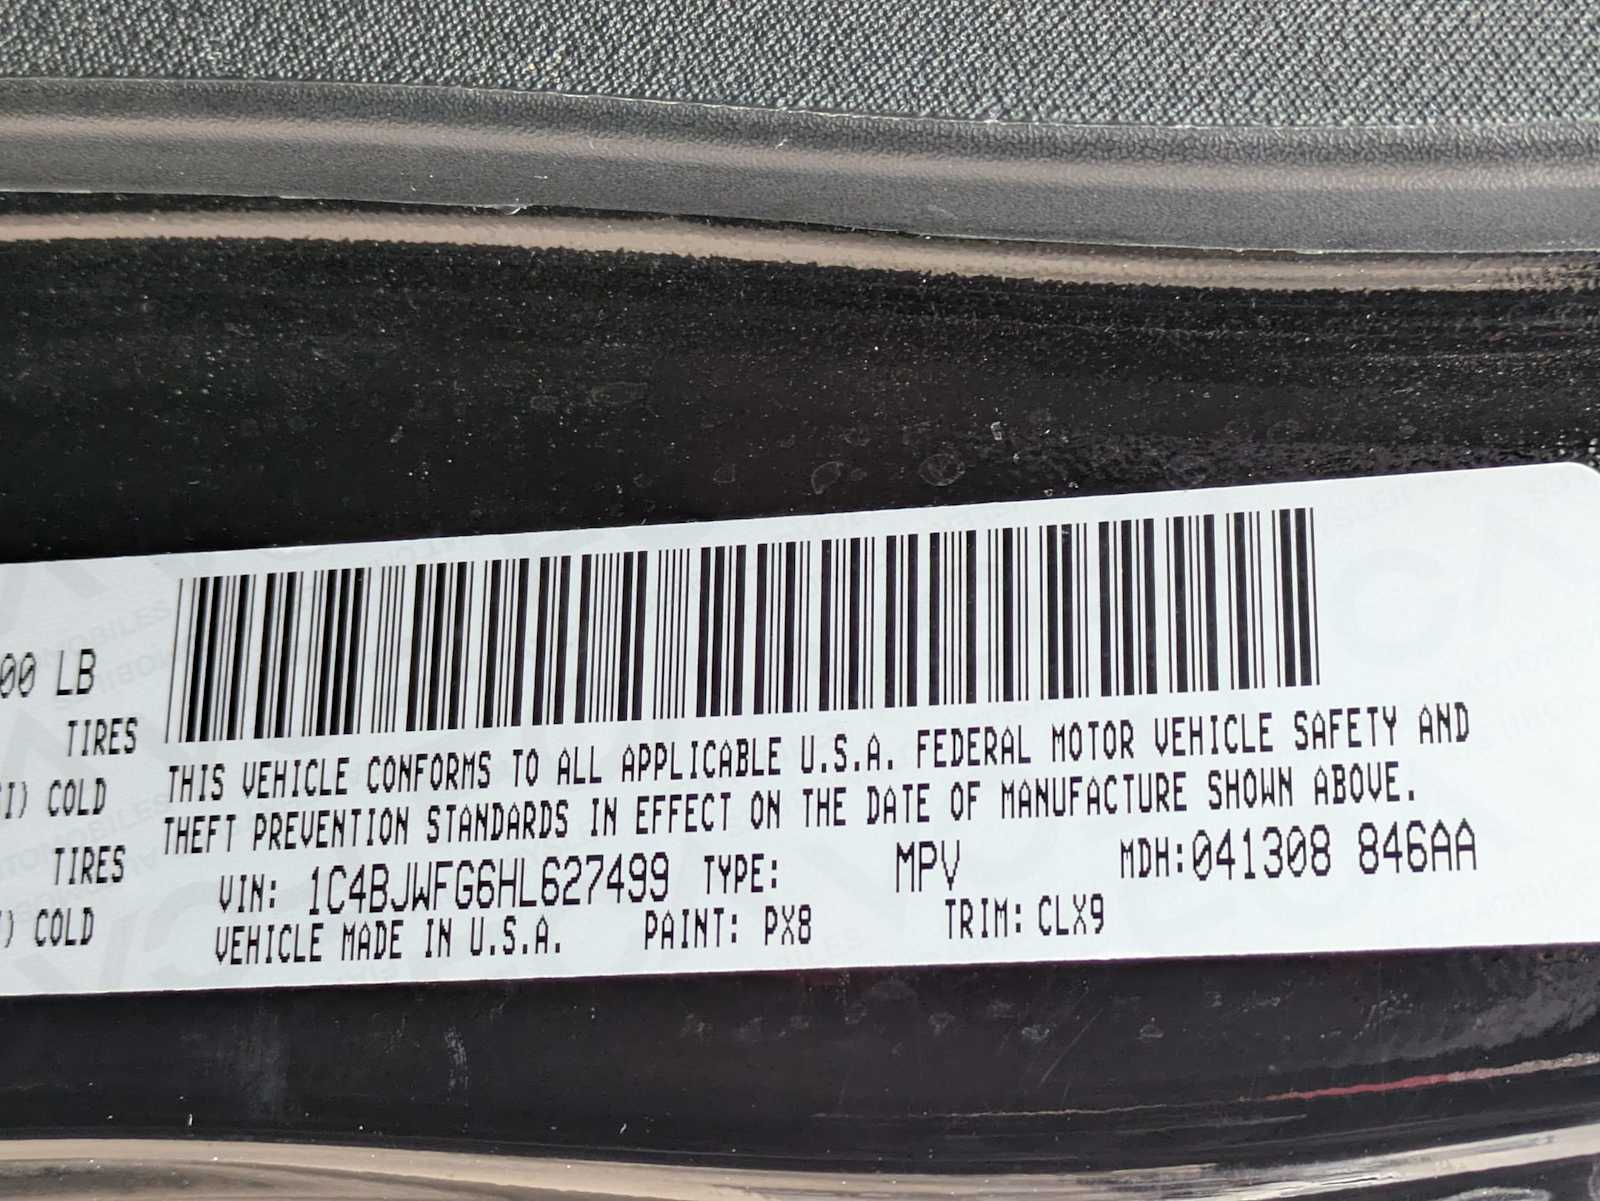 00 LB
TIRES
COLD
TIRES
COLD
THIS VEHICLE CONFORMS TO ALL APPLICABLE U.S.A. FEDERAL MOTOR VEHICLE SAFETY AND
THEFT PREVENTION STANDARDS IN EFFECT ON THE DATE OF MANUFACTURE SHOWN ABOVE.
VIN: 1C4BJWFG6HL627499 TYPE: MPV MDH:041308 846AA
VEHICLE MADE IN U.S.A. PAINT: PX8 TRIM: CLX9